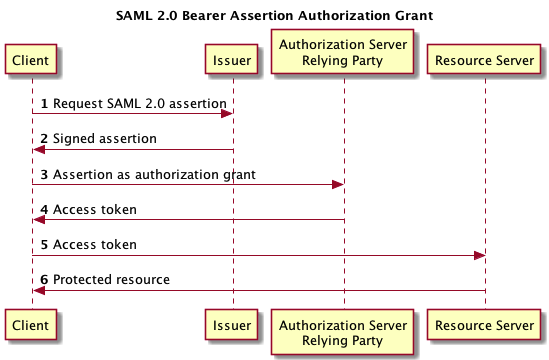 SAML 2.0 Bearer Assertion Authorization Grant
Client
Issuer
Authorization Server
Relying Party
Resource Server
1 Request SAML 2.0 assertion
2 Signed assertion
3 Assertion as authorization grant
4 Access token
5 Access token
6 Protected resource
Client
Issuer
Authorization Server
Relying Party
Resource Server